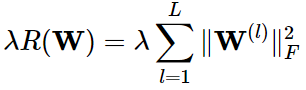 λR(𝐖) = λ ∑_{l=1}^{L} ‖𝐖^{(l)}‖_F^2